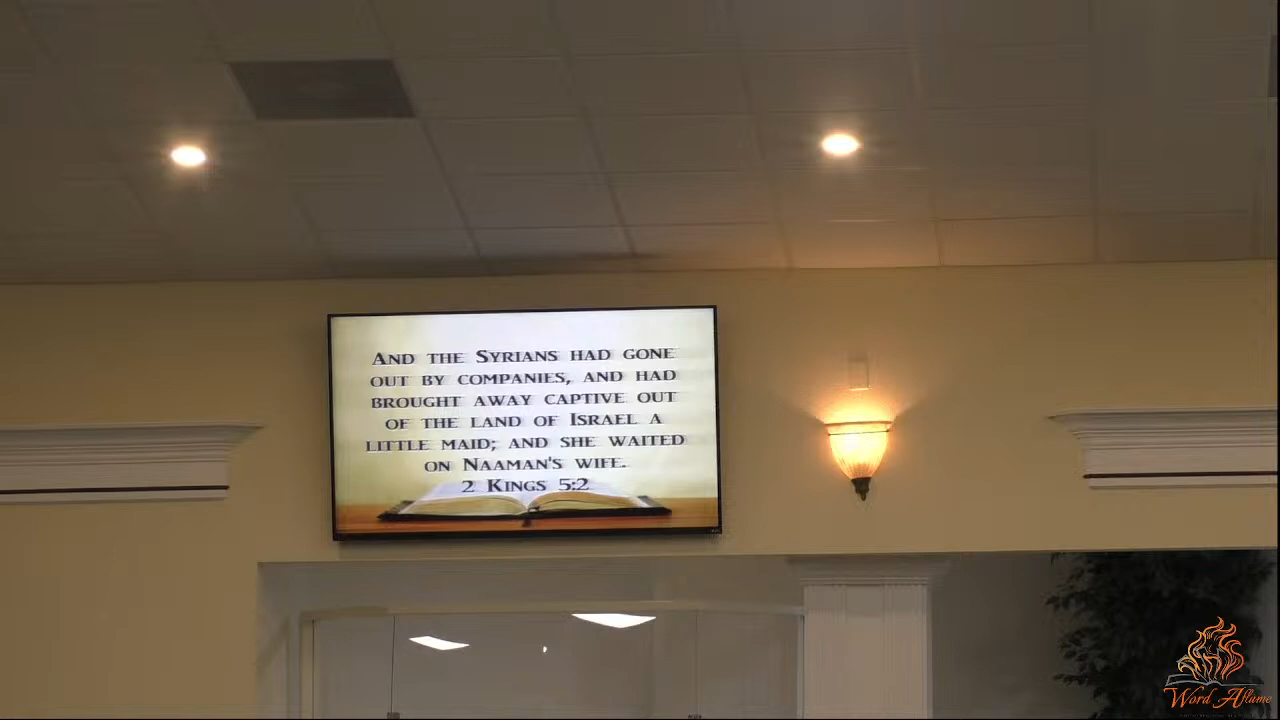 AND THE SYRIANS HAD GONE
OUT BY COMPANIES, AND HAD
BROUGHT AWAY CAPTIVE OUT
OF THE LAND OF ISRAEL A
LITTLE MAID; AND SHE WAITED
ON NAAMAN'S WIFE.
2 KINGS 5:2
Word Aflame